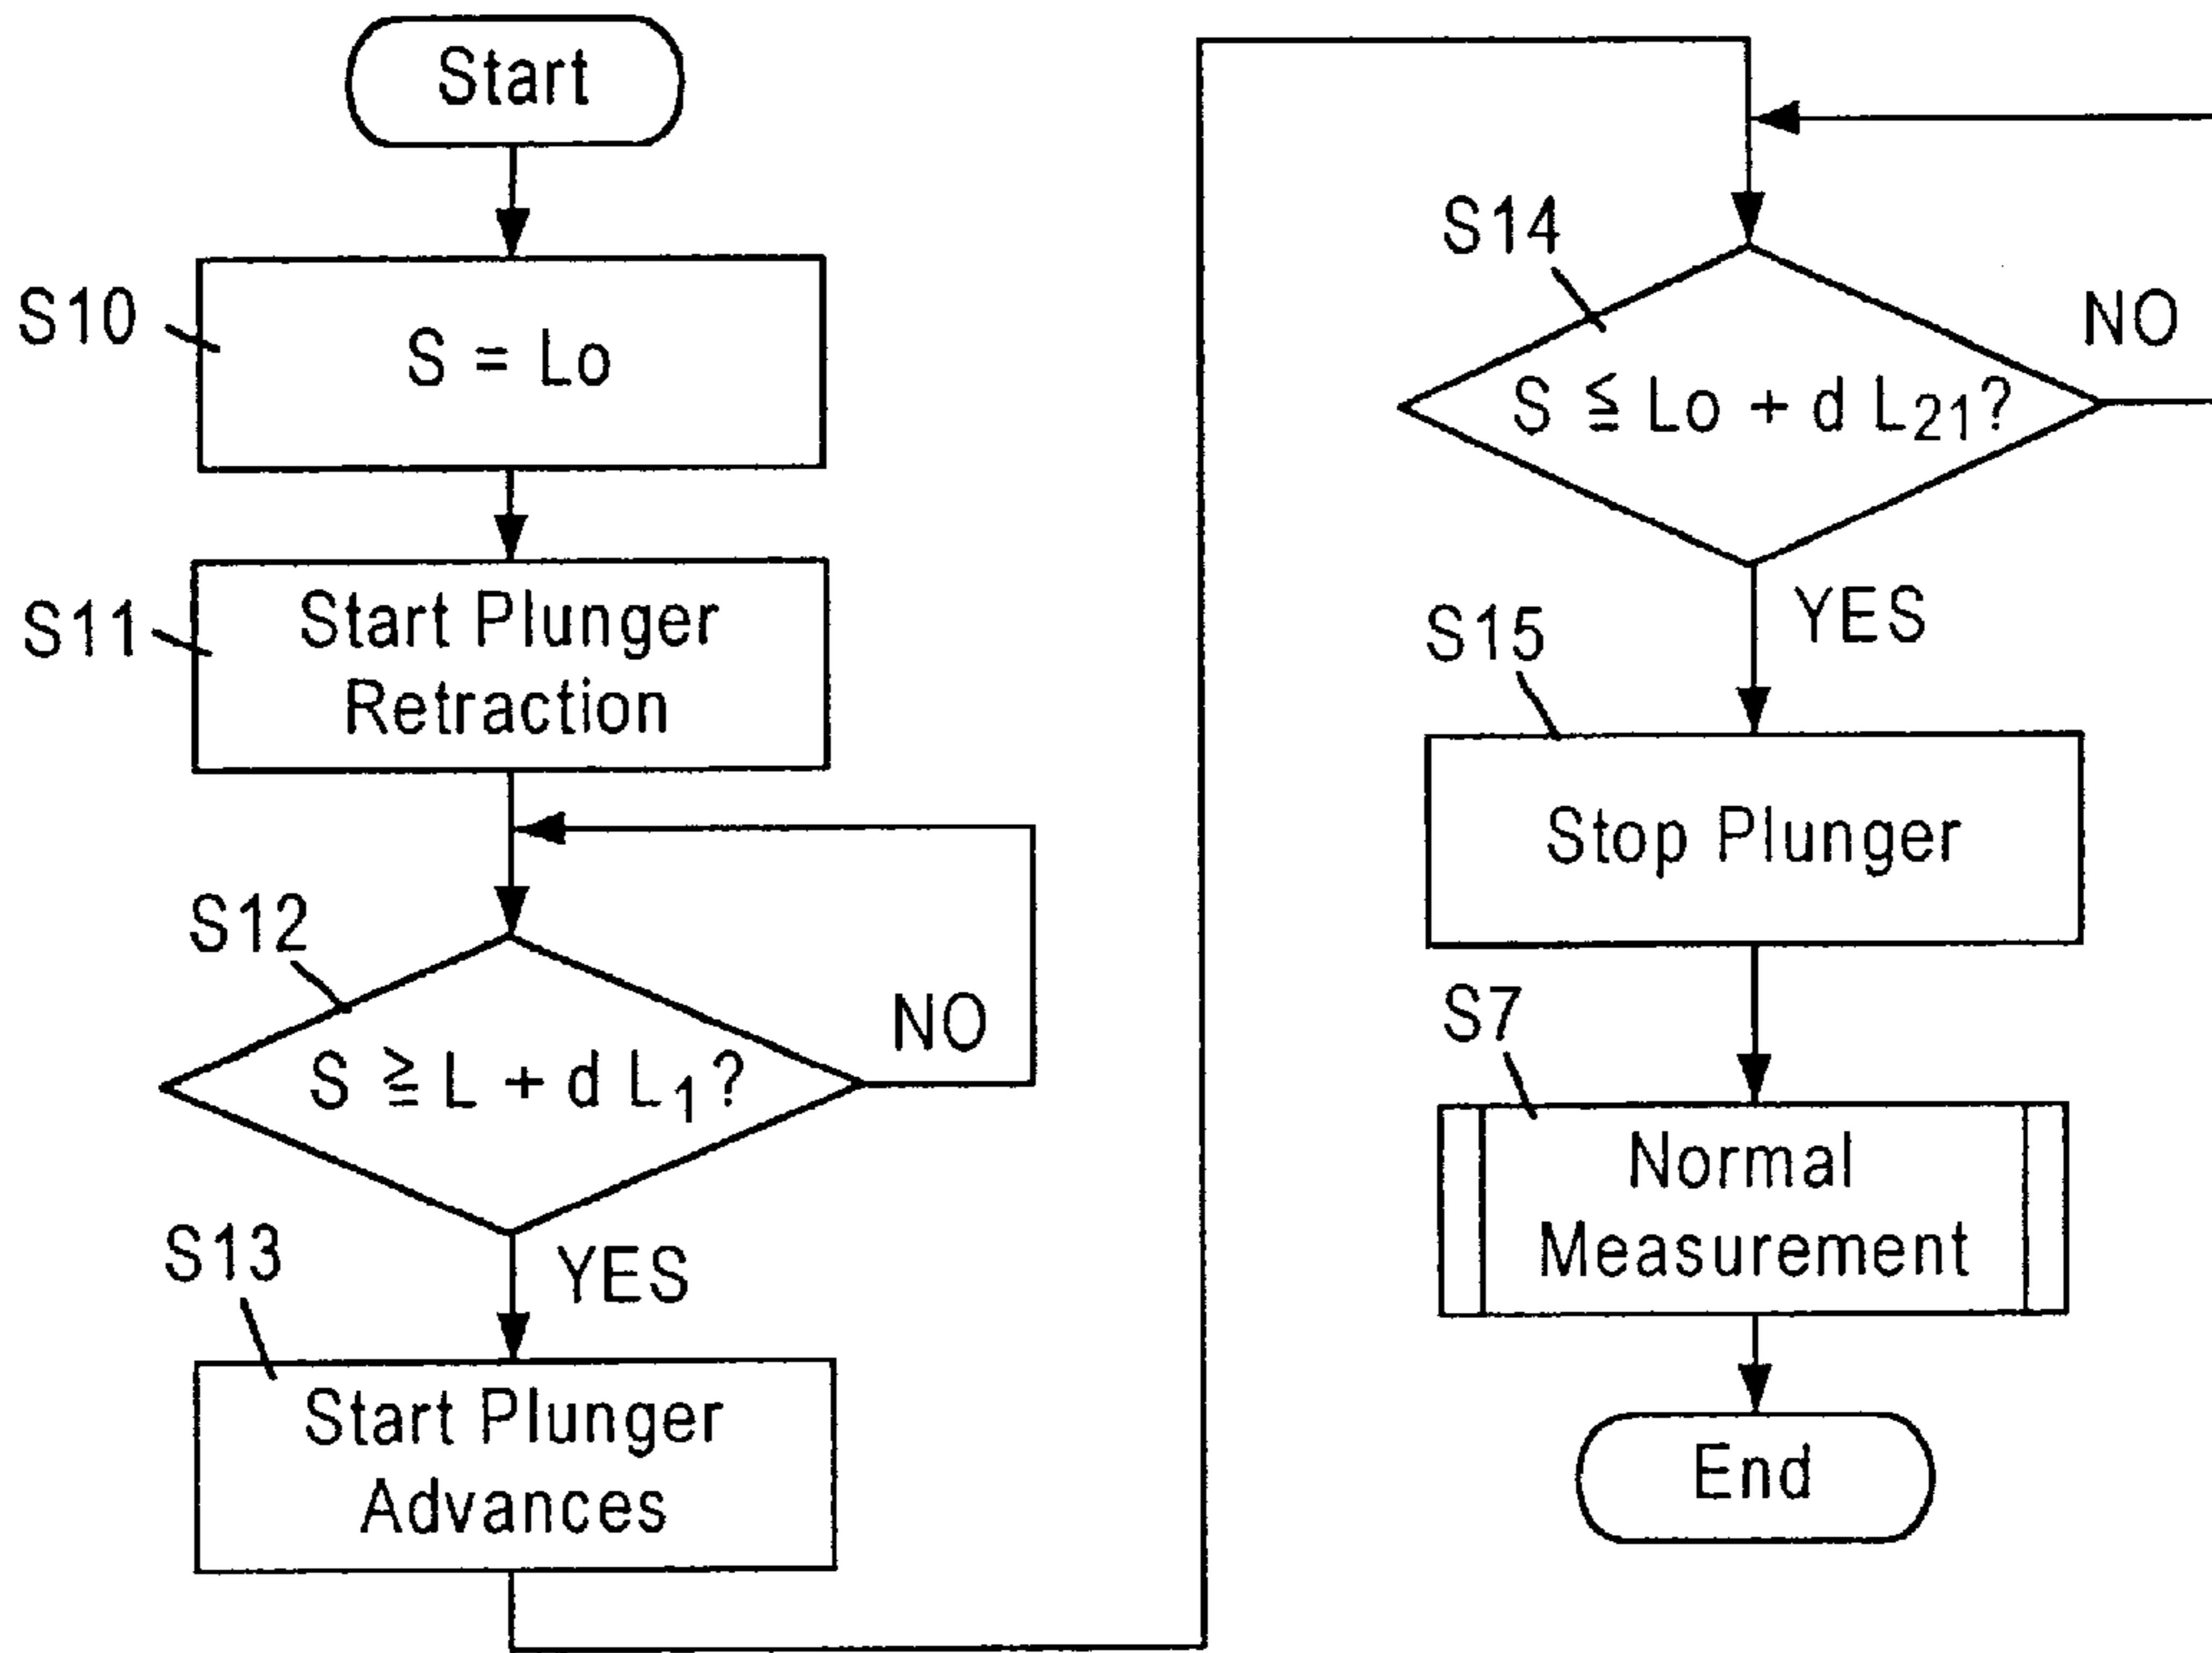 Start
S10
S = Lo
S11
Start Plunger
Retraction
S12
S ≧ L + d L₁?
NO
YES
S13
Start Plunger
Advances
S14
S ≦ Lo + d L₂₁?
NO
YES
S15
Stop Plunger
S7
Normal
Measurement
End